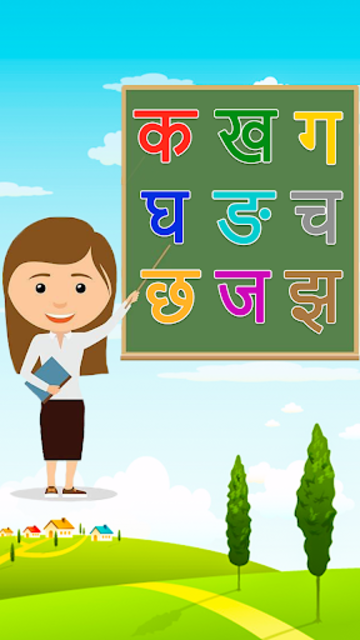 क ख ग
घ ङ च
छ ज झ